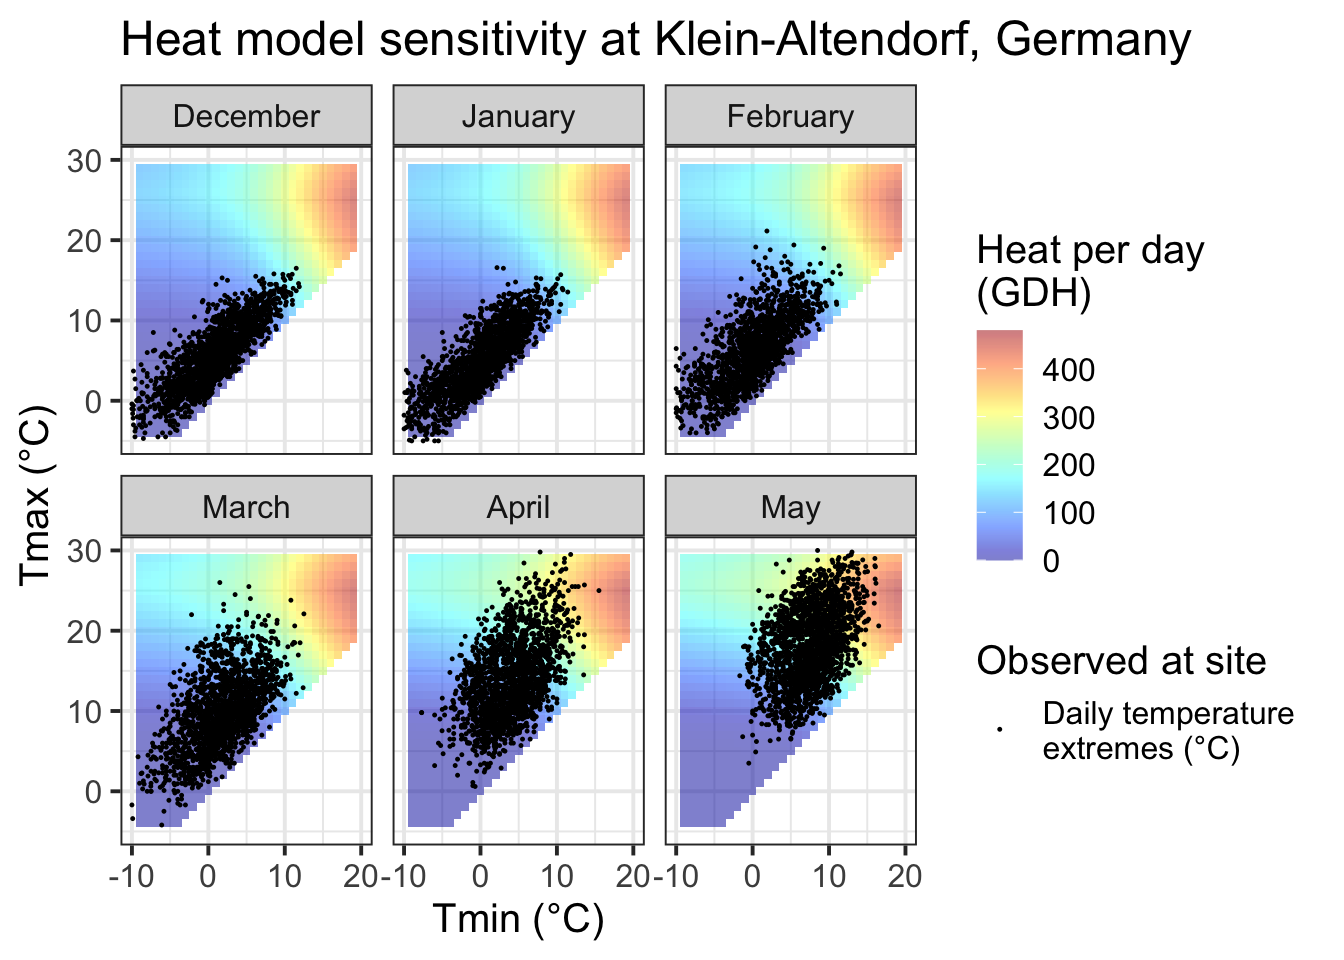 Heat model sensitivity at Klein-Altendorf, Germany
December
January
February
30
20
10
0
March
April
May
30
20
10
0
-10 0 10 20
-10 0 10 20
-10 0 10 20
Tmax (°C)
Tmin (°C)
Heat per day
(GDH)
400
300
200
100
0
Observed at site
Daily temperature
extremes (°C)